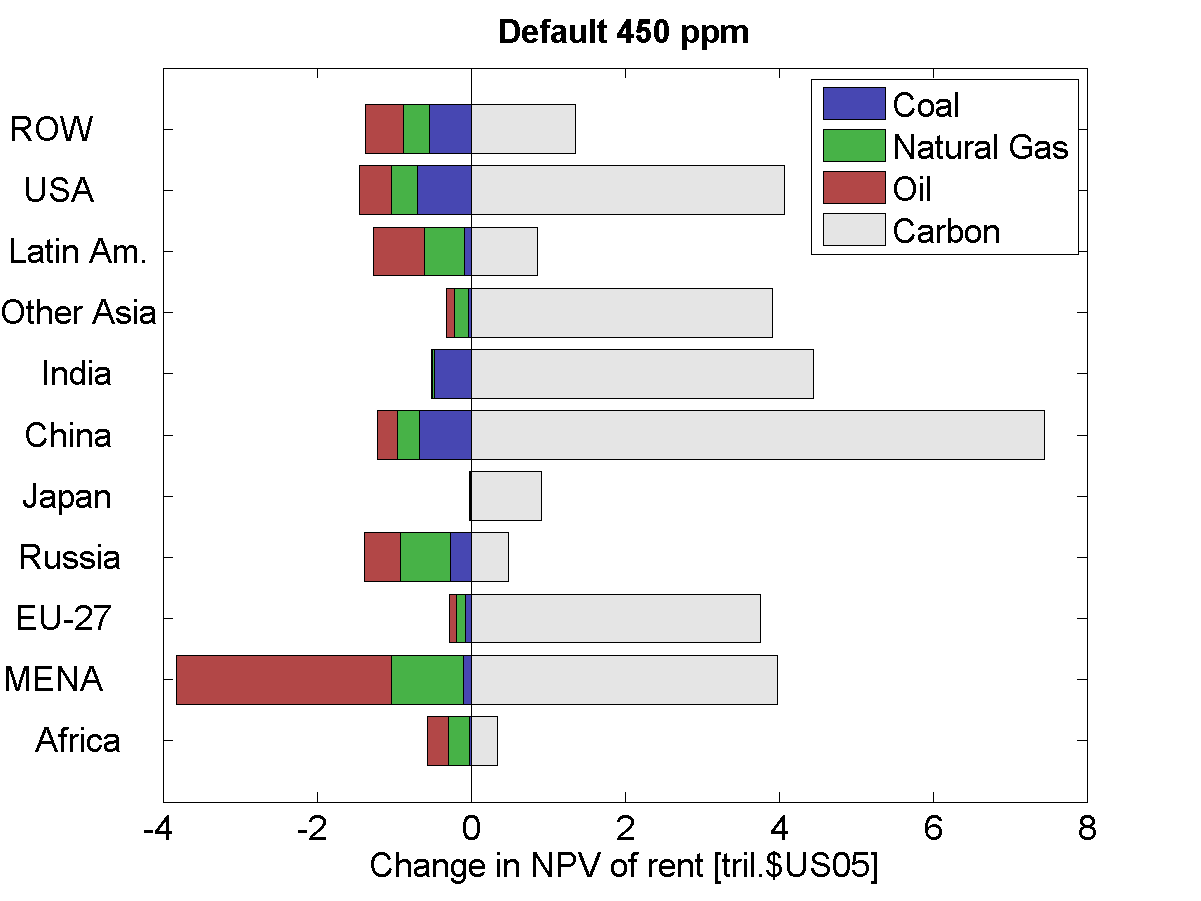 Default 450 ppm
Coal
Natural Gas
Oil
Carbon
ROW
USA
Latin Am.
Other Asia
India
China
Japan
Russia
EU-27
MENA
Africa
-4 -2 0 2 4 6 8
Change in NPV of rent [tril.$US05]